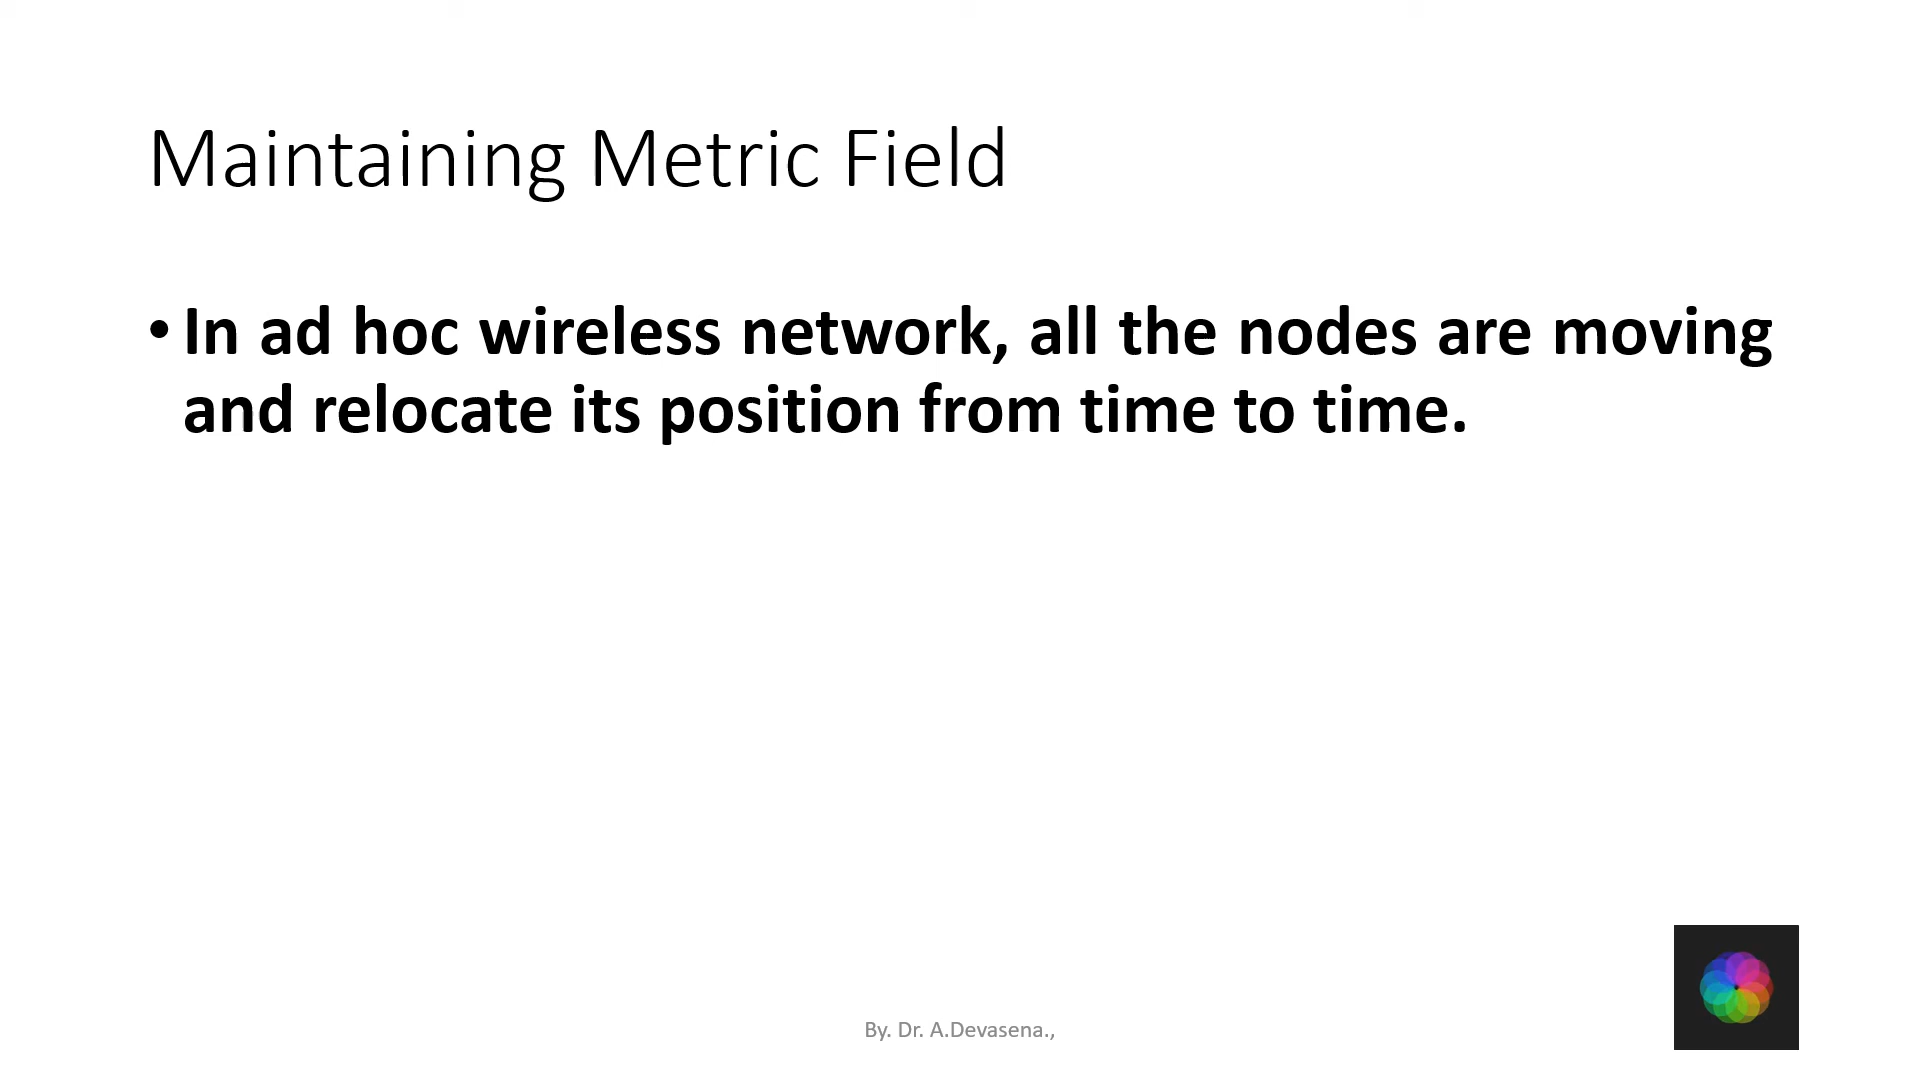 Maintaining Metric Field
• In ad hoc wireless network, all the nodes are moving
and relocate its position from time to time.
By. Dr. A.Devasena.,